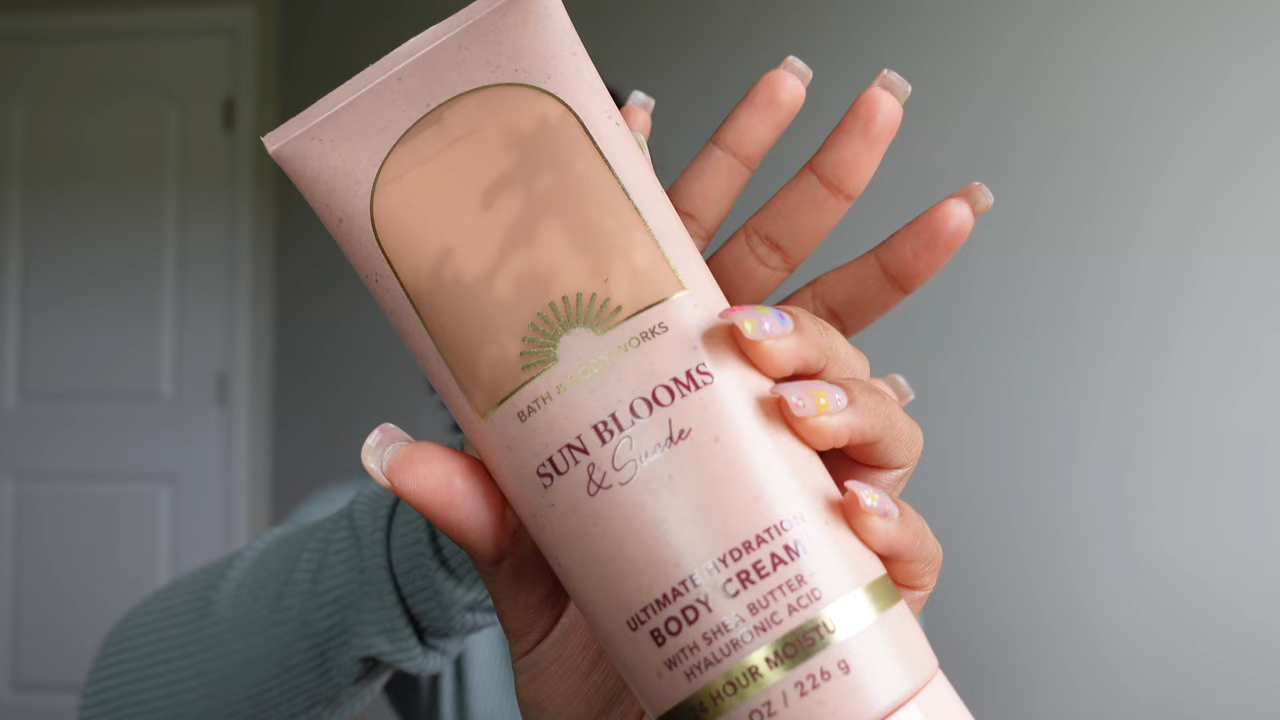 BATH & BODY WORKS
SUN BLOOMS
& Suede
ULTIMATE HYDRATION
BODY CREAM
WITH SHEA BUTTER
HYALURONIC ACID
HOUR MOISTU
OZ / 226 g